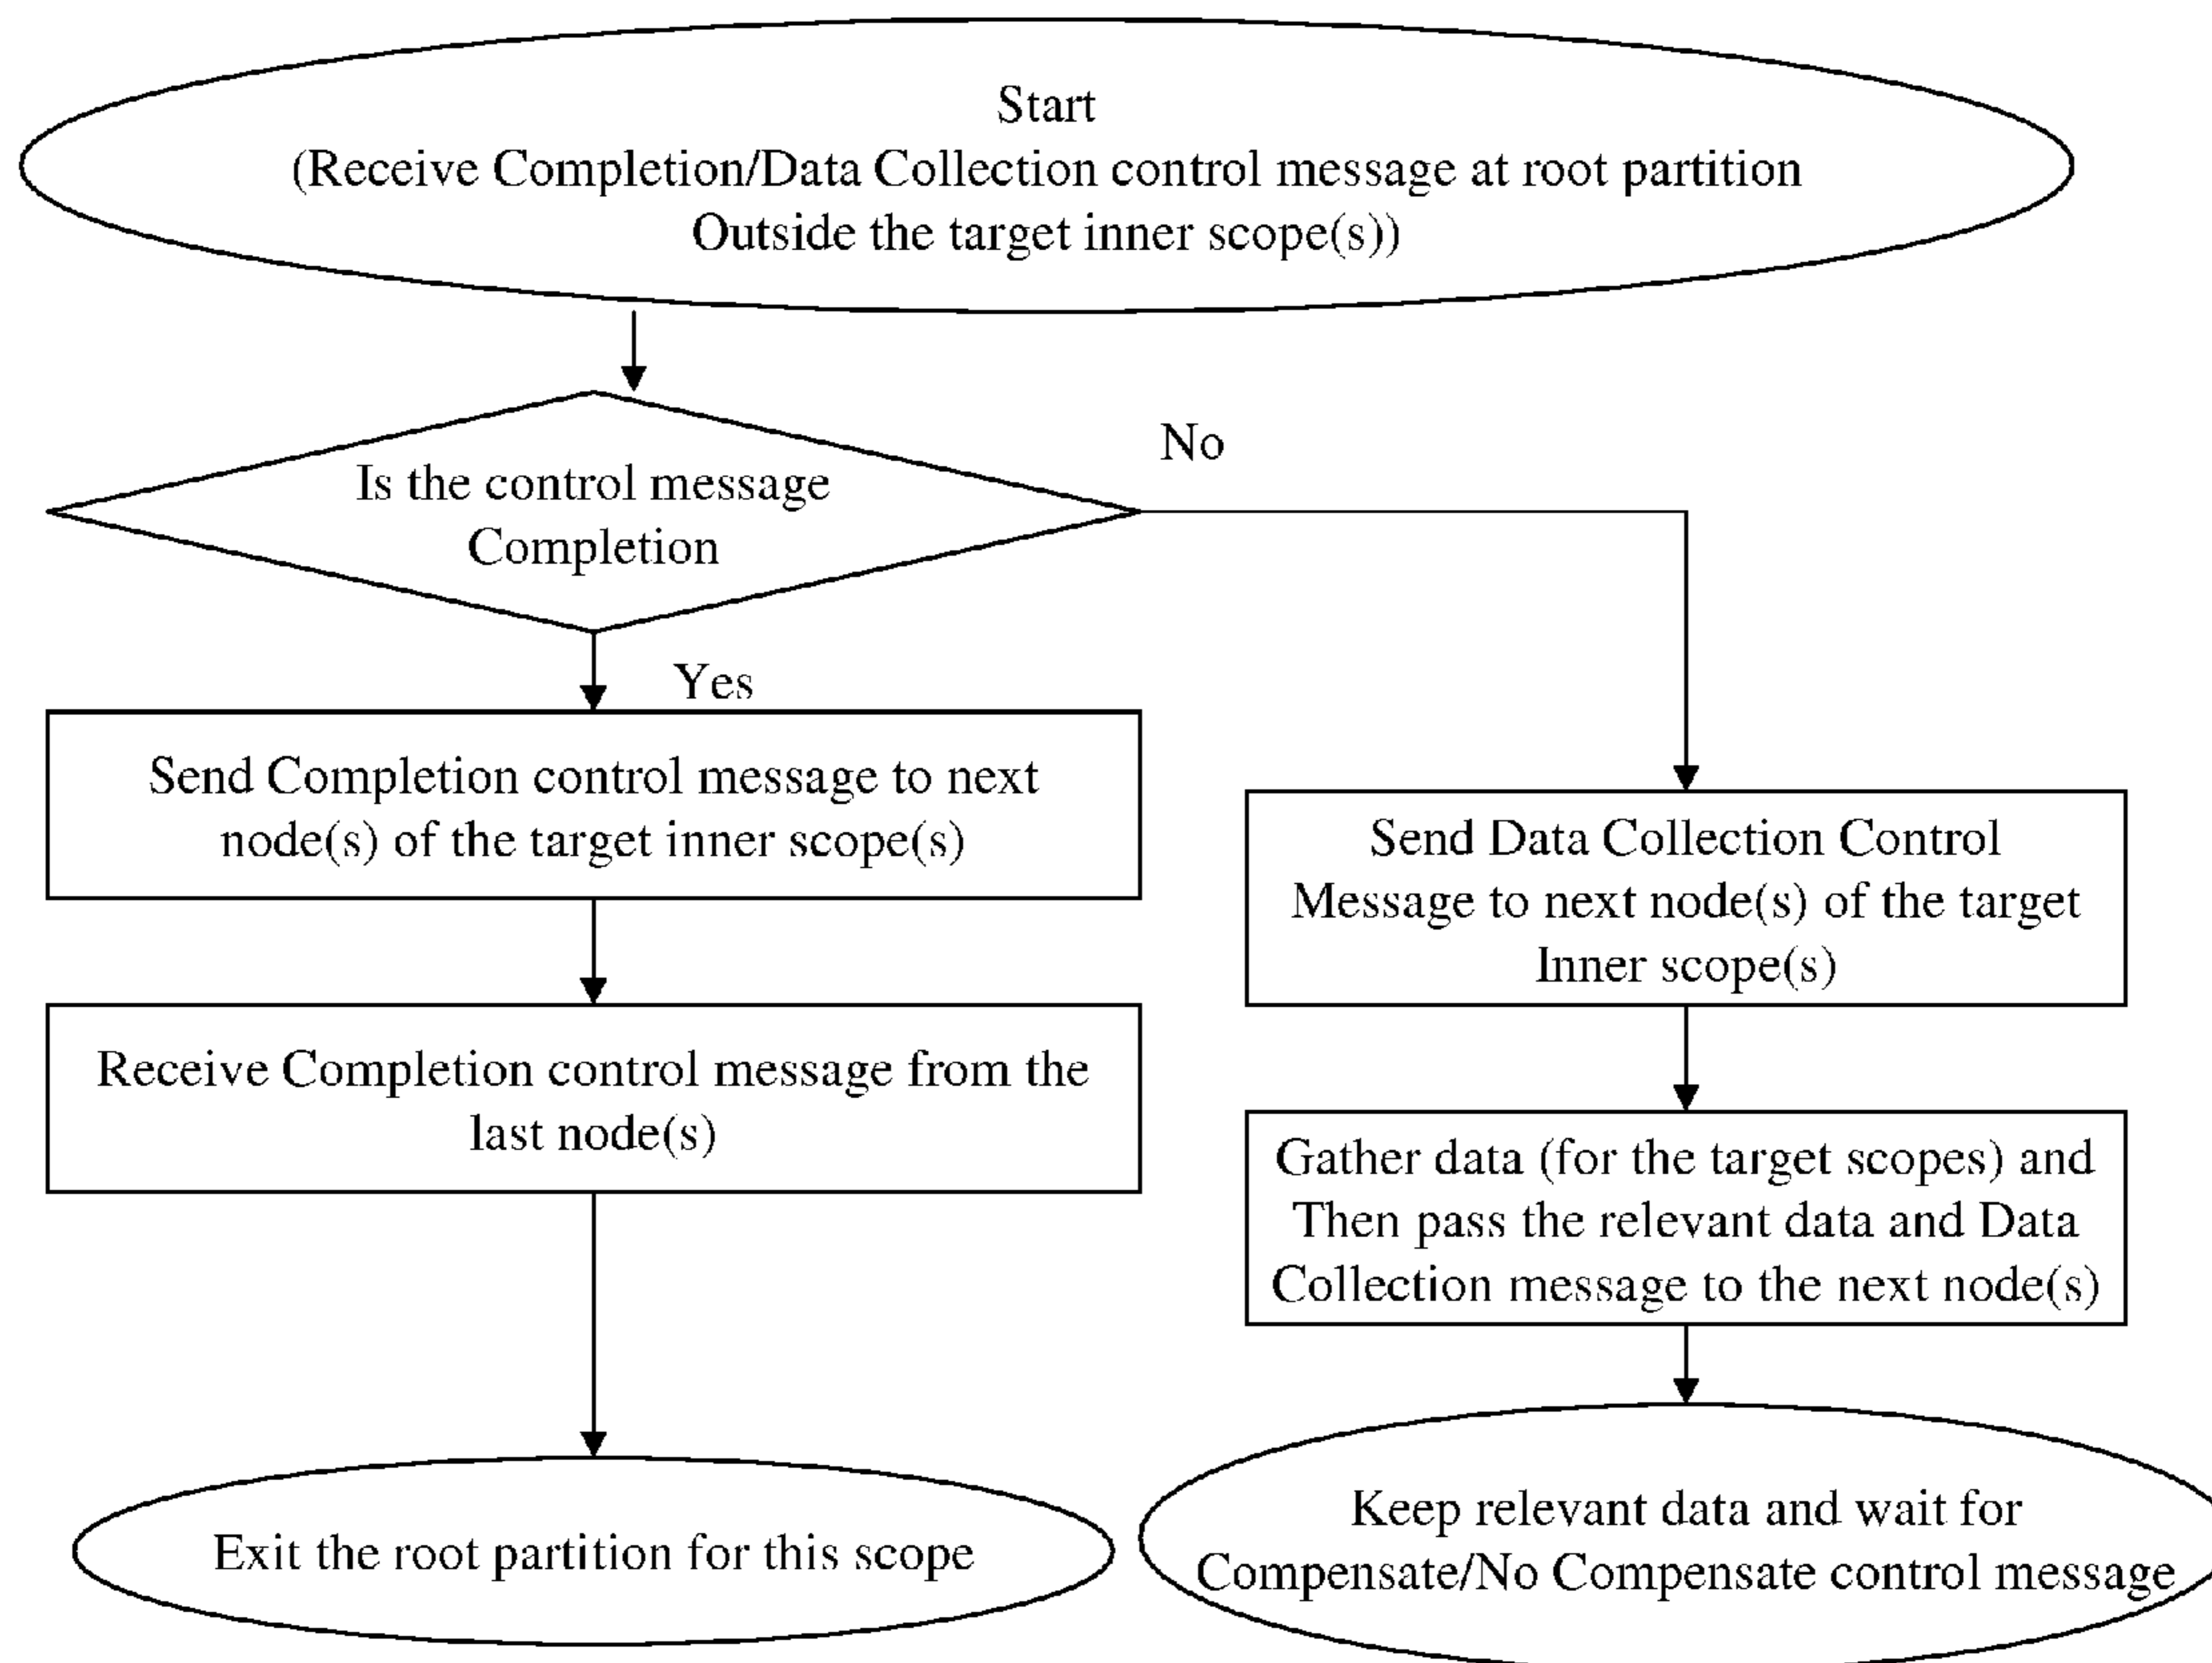 Start
(Receive Completion/Data Collection control message at root partition
Outside the target inner scope(s))
Is the control message
Completion
No
Yes
Send Completion control message to next
node(s) of the target inner scope(s)
Receive Completion control message from the
last node(s)
Exit the root partition for this scope
Send Data Collection Control
Message to next node(s) of the target
Inner scope(s)
Gather data (for the target scopes) and
Then pass the relevant data and Data
Collection message to the next node(s)
Keep relevant data and wait for
Compensate/No Compensate control message